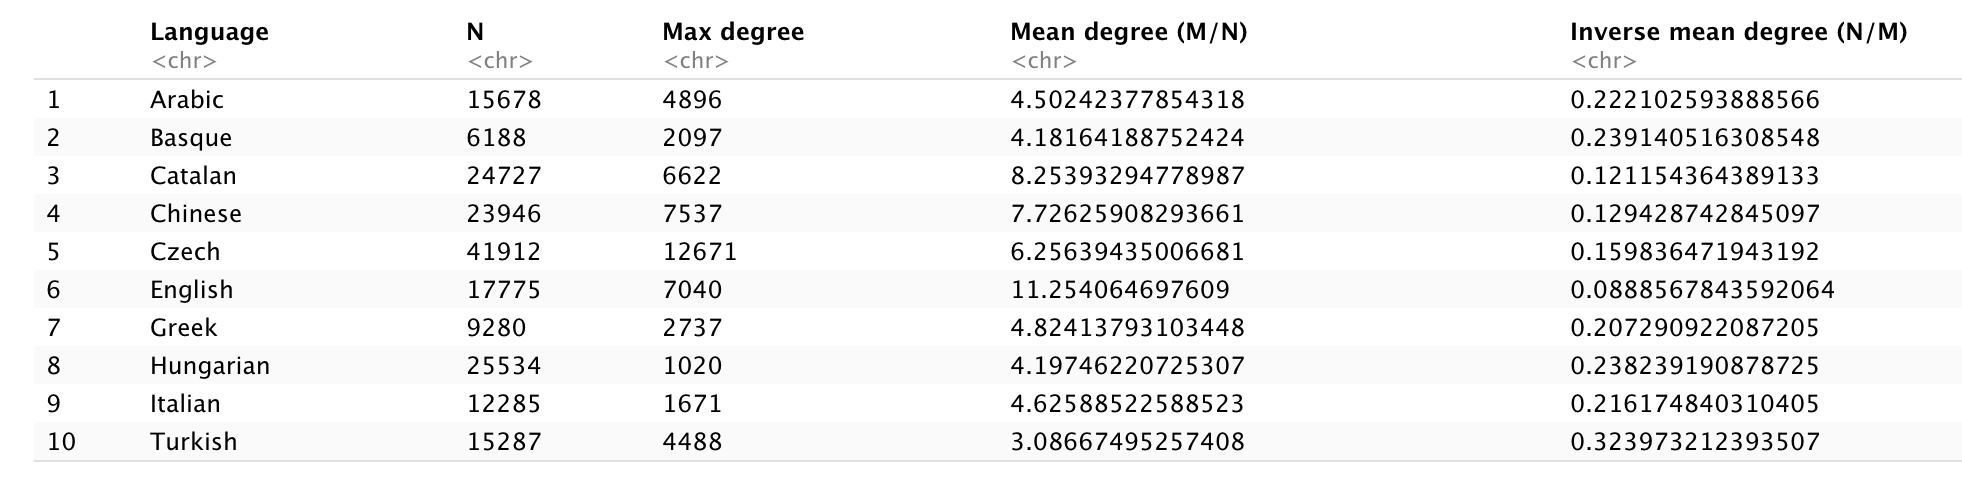 Language N Max degree Mean degree (M/N) Inverse mean degree (N/M)
<chr> <chr> <chr> <chr> <chr>
1 Arabic 15678 4896 4.50242377854318 0.222102593888566
2 Basque 6188 2097 4.18164188752424 0.239140516308548
3 Catalan 24727 6622 8.25393294778987 0.121154364389133
4 Chinese 23946 7537 7.72625908293661 0.129428742845097
5 Czech 41912 12671 6.25639435006681 0.159836471943192
6 English 17775 7040 11.254064697609 0.0888567843592064
7 Greek 9280 2737 4.82413793103448 0.207290922087205
8 Hungarian 25534 1020 4.19746220725307 0.238239190878725
9 Italian 12285 1671 4.62588522588523 0.216174840310405
10 Turkish 15287 4488 3.08667495257408 0.323973212393507